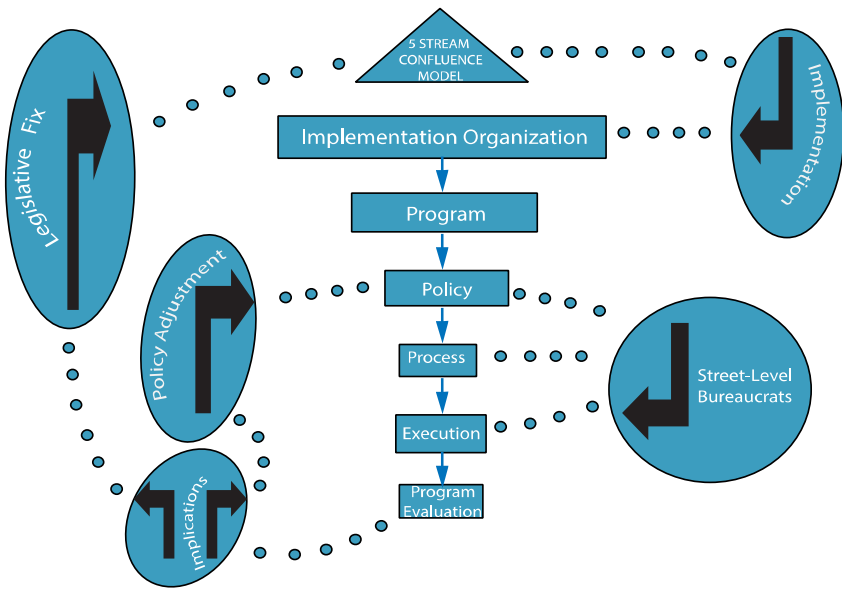 5 STREAM
CONFLUENCE
MODEL
Legislative Fix
Implementation
Implementation Organization
Program
Policy Adjustment
Policy
Process
Street-Level
Bureaucrats
Execution
Implications
Program
Evaluation